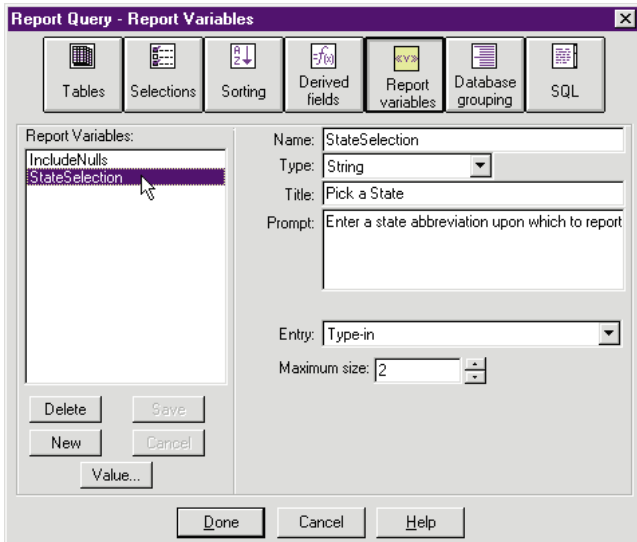 Report Query - Report Variables
Tables
Selections
A
Z
Sorting
f(x)
Derived
fields
«v»
Report
variables
Database
grouping
SQL
Report Variables:
IncludeNulls
StateSelection
Name: StateSelection
Type: String
Title: Pick a State
Prompt: Enter a state abbreviation upon which to report
Entry: Type-in
Maximum size: 2
Delete
Save
New
Cancel
Value...
Done
Cancel
Help